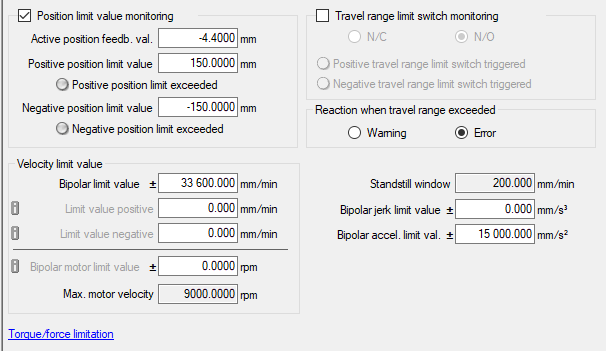 Position limit value monitoring
Active position feedb. val. -4.4000 mm
Positive position limit value 150.0000 mm
Positive position limit exceeded
Negative position limit value -150.0000 mm
Negative position limit exceeded
Travel range limit switch monitoring
N/C N/O
Positive travel range limit switch triggered
Negative travel range limit switch triggered
Reaction when travel range exceeded
Warning Error
Velocity limit value
Bipolar limit value ± 33 600.000 mm/min
Limit value positive 0.000 mm/min
Limit value negative 0.000 mm/min
Bipolar motor limit value ± 0.0000 rpm
Max. motor velocity 9000.0000 rpm
Standstill window 200.000 mm/min
Bipolar jerk limit value ± 0.000 mm/s³
Bipolar accel. limit val. ± 15 000.000 mm/s²
Torque/force limitation